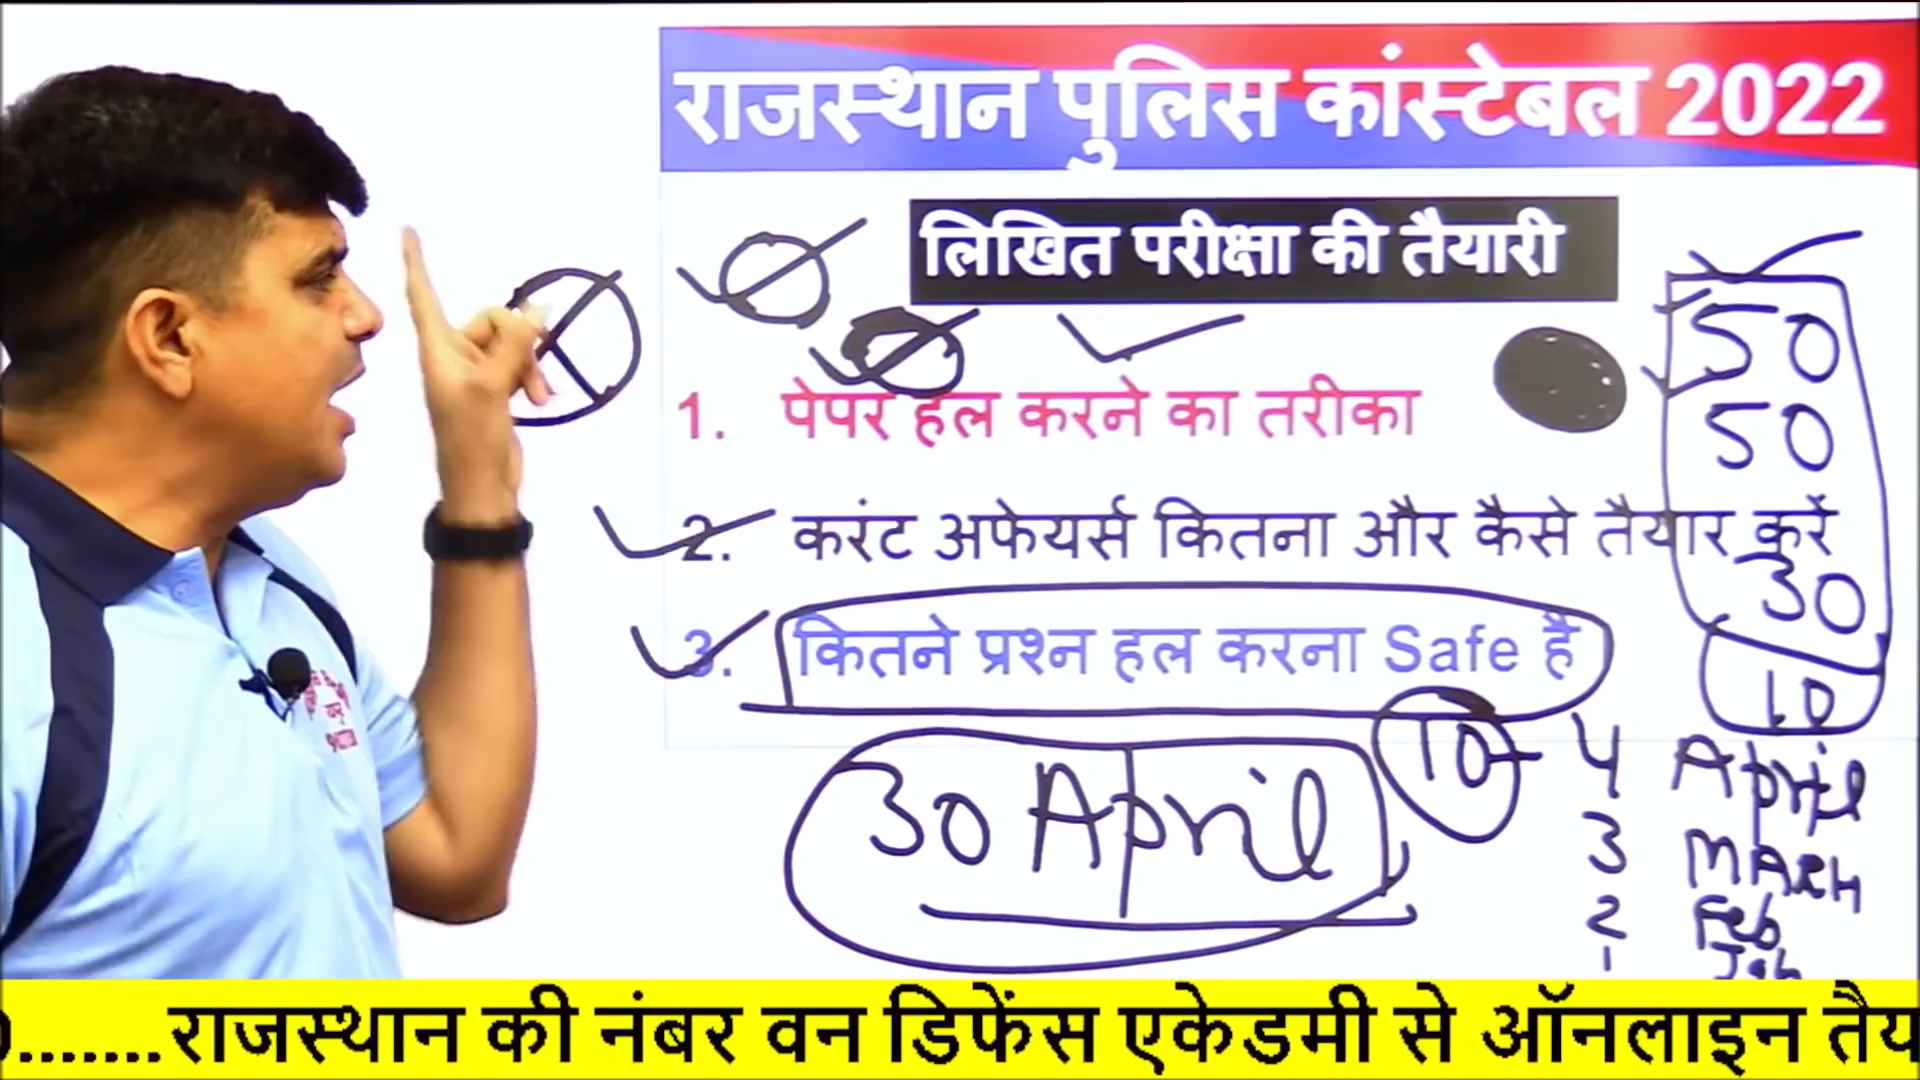 राजस्थान पुलिस कांस्टेबल 2022
लिखित परीक्षा की तैयारी
1. पेपर हल करने का तरीका
2. करंट अफेयर्स कितना और कैसे तैयार करें
3. कितने प्रश्न हल करना Safe है
50
50
30
10
30 April
10 - 4 April
3 MARH
2 Feb
1
.......राजस्थान की नंबर वन डिफेंस एकेडमी से ऑनलाइन तैय